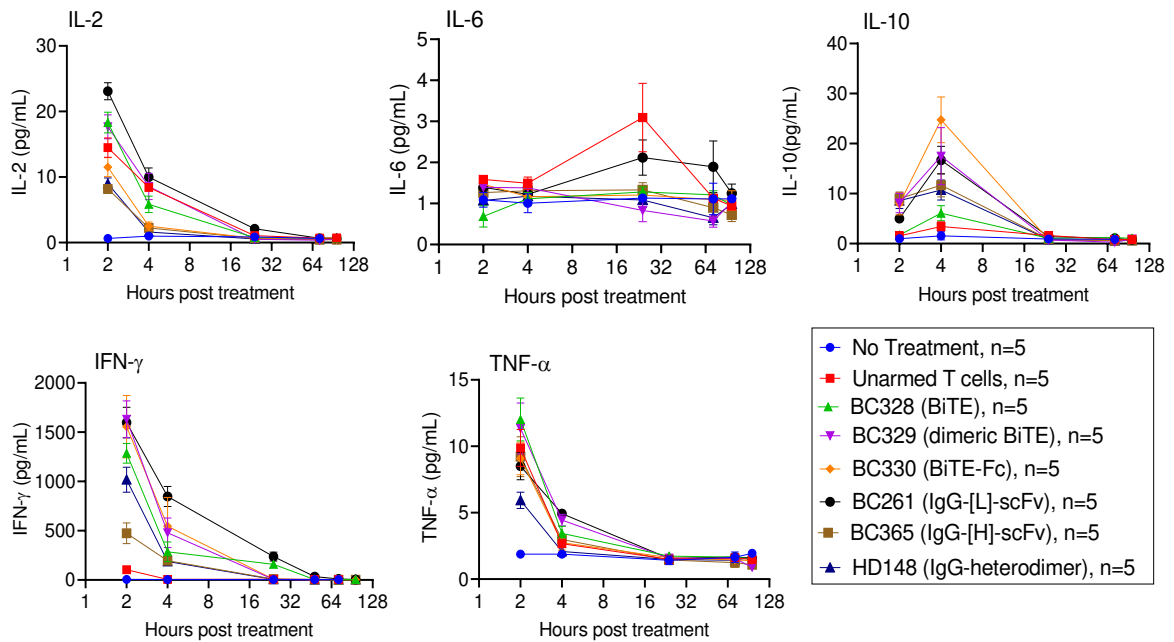 IL-2
IL-2 (pg/mL)
30
20
10
0
1 2 4 8 16 32 64 128
Hours post treatment
IL-6
IL-6 (pg/mL)
5
4
3
2
1
0
1 2 4 8 16 32 64 128
Hours post treatment
IL-10
IL-10(pg/mL)
40
30
20
10
0
1 2 4 8 16 32 64 128
Hours post treatment
IFN-γ
IFN-γ (pg/mL)
2000
1500
1000
500
0
1 2 4 8 16 32 64 128
Hours post treatment
TNF-α
TNF-α (pg/mL)
15
10
5
0
1 2 4 8 16 32 64 128
Hours post treatment
No Treatment, n=5
Unarmed T cells, n=5
BC328 (BiTE), n=5
BC329 (dimeric BiTE), n=5
BC330 (BiTE-Fc), n=5
BC261 (IgG-[L]-scFv), n=5
BC365 (IgG-[H]-scFv), n=5
HD148 (IgG-heterodimer), n=5